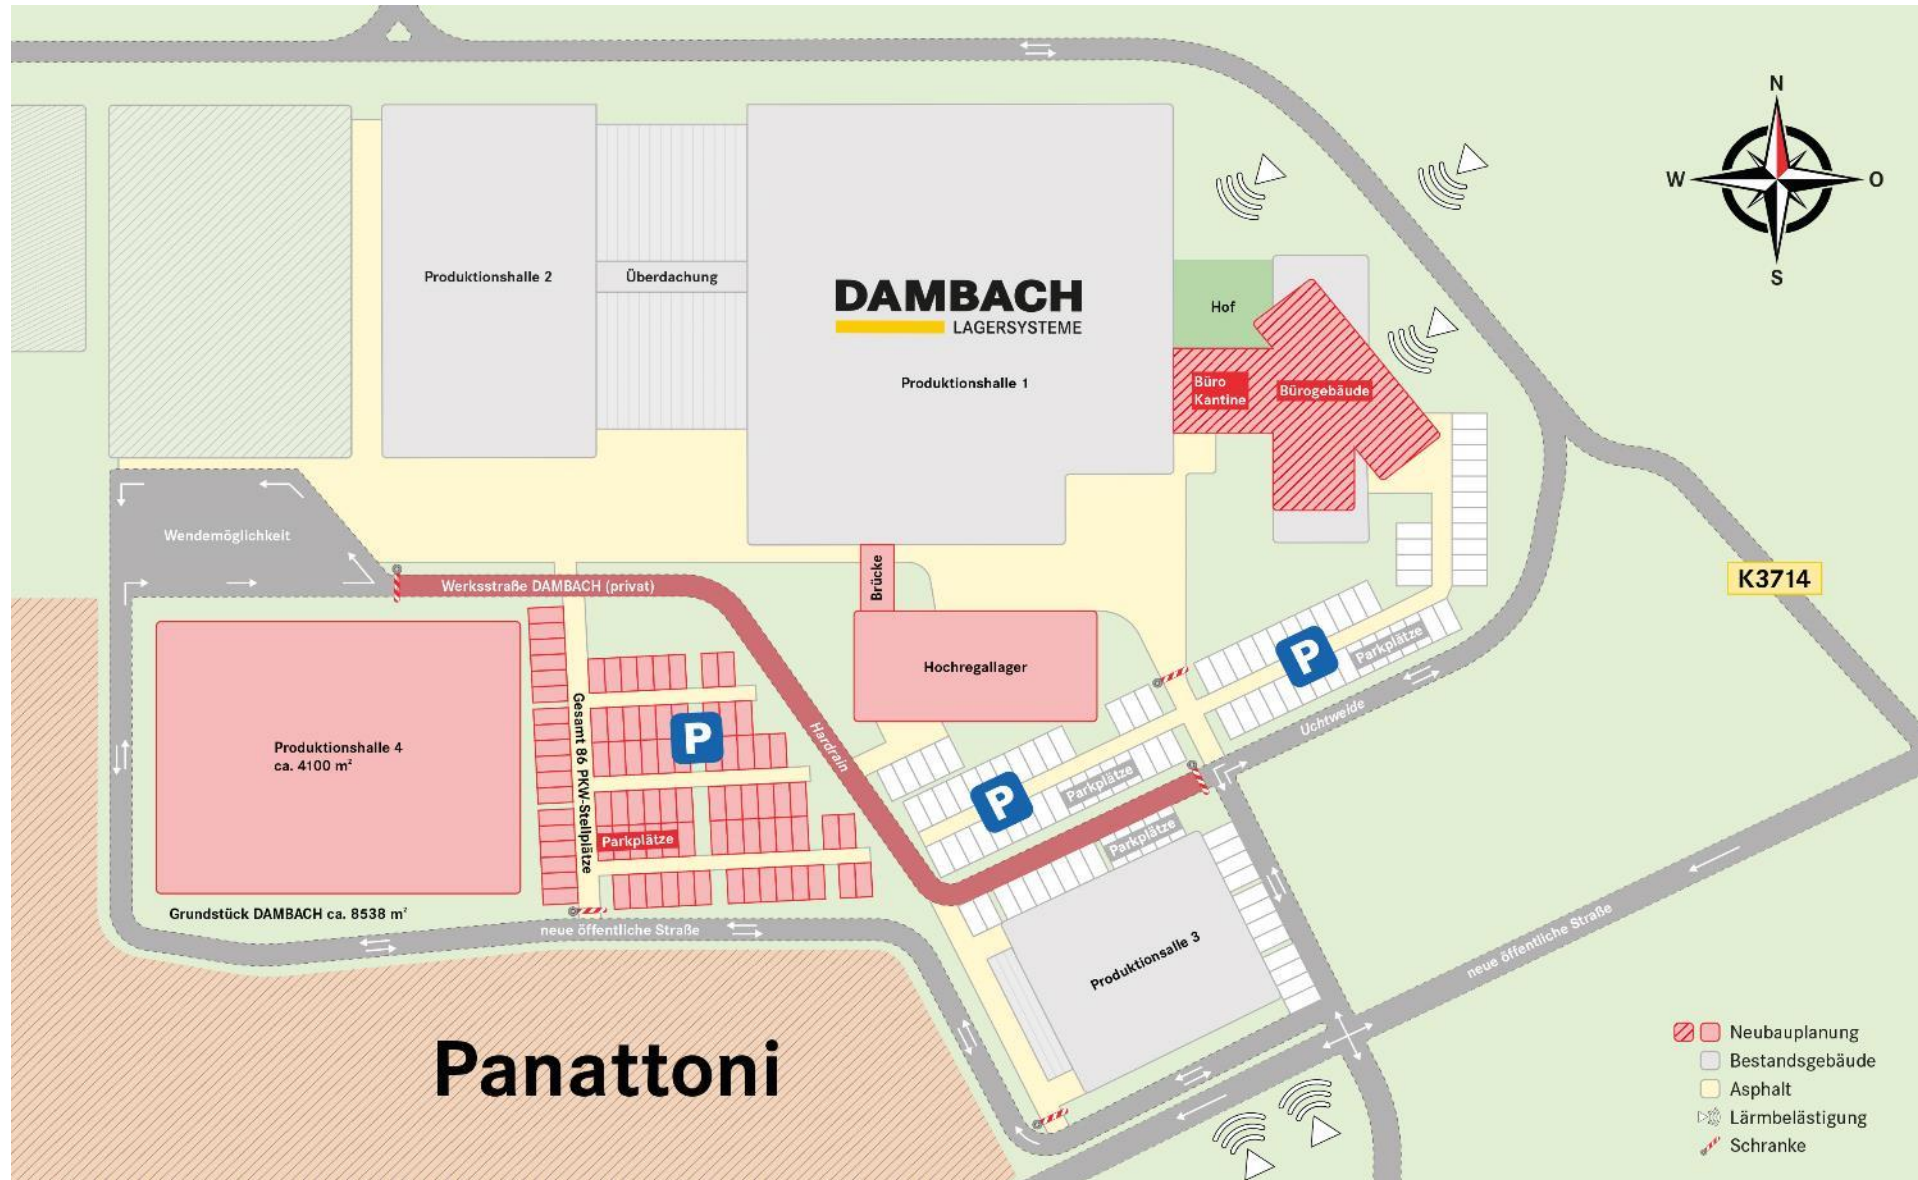 N
W
O
S
Produktionshalle 2
Überdachung
DAMBACH
LAGERSYSTEME
Produktionshalle 1
Hof
Büro
Kantine
Bürogebäude
Wendemöglichkeit
Werksstraße DAMBACH (privat)
Brücke
K3714
Hochregallager
P
Parkplätze
Uchtweide
Hardrain
Gesamt 86 PKW-Stellplätze
P
Produktionshalle 4
ca. 4100 m²
P
Parkplätze
Parkplätze
Parkplätze
Grundstück DAMBACH ca. 8538 m²
neue öffentliche Straße
Produktionsalle 3
neue öffentliche Straße
Panattoni
Neubauplanung
Bestandsgebäude
Asphalt
Lärmbelästigung
Schranke